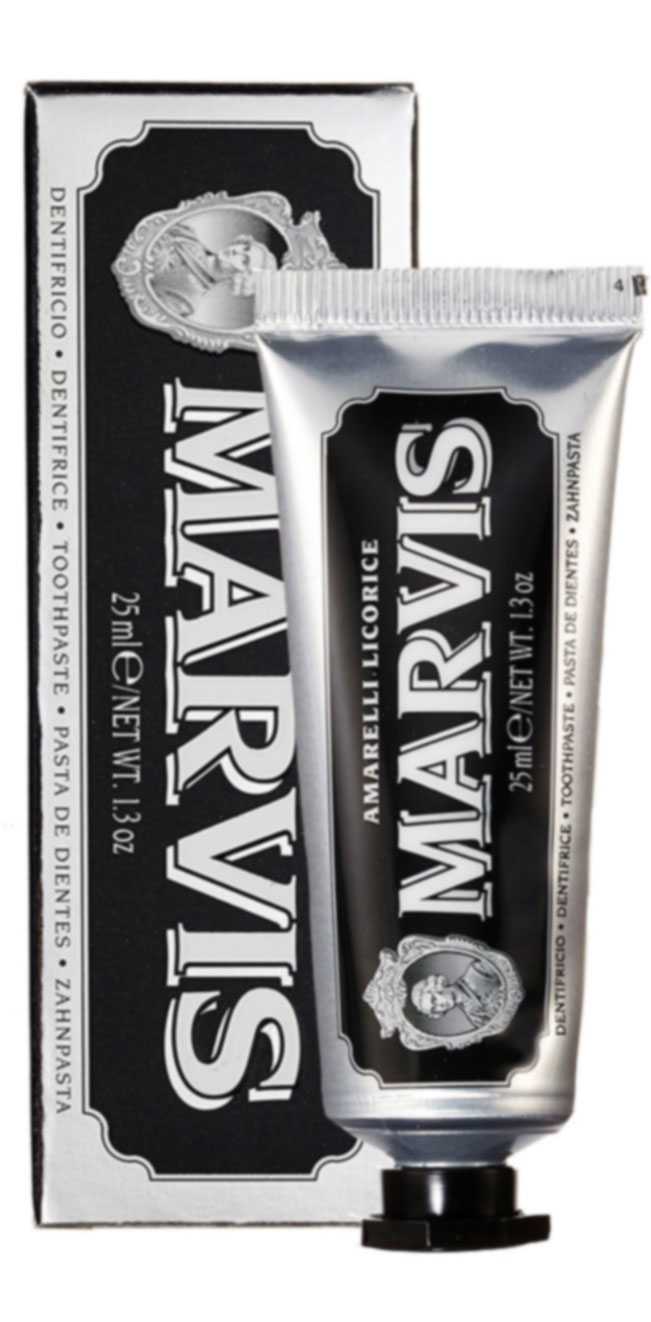 DENTIFRICIO • DENTIFRICE • TOOTHPASTE • PASTA DE DIENTES • ZAHNPASTA
MARVIS
25 ml e/NET WT. 1.3 oz
4
AMARELLI LICORICE
MARVIS
25 ml e/NET WT. 1.3 oz
DENTIFRICIO • DENTIFRICE • TOOTHPASTE • PASTA DE DIENTES • ZAHNPASTA